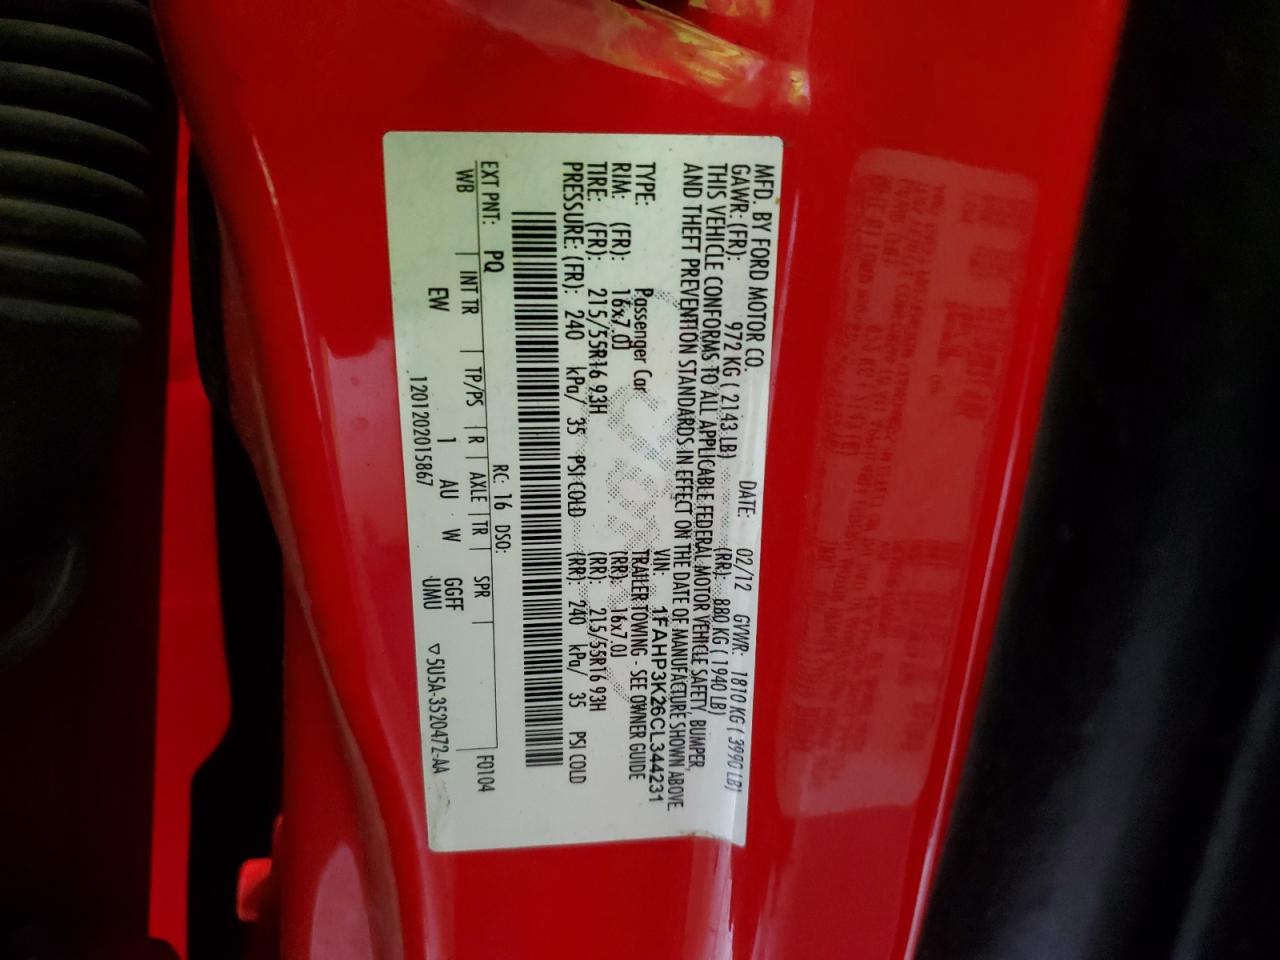 MFD. BY FORD MOTOR CO.
DATE: 02/12 GVWR: 1810 KG ( 3990 LB)
GAWR: (FR): 972 KG ( 2143 LB) (RR): 880 KG ( 1940 LB)
THIS VEHICLE CONFORMS TO ALL APPLICABLE FEDERAL MOTOR VEHICLE SAFETY, BUMPER,
AND THEFT PREVENTION STANDARDS IN EFFECT ON THE DATE OF MANUFACTURE SHOWN ABOVE.
VIN: 1FAHP3K26CL344231
TYPE: Passenger Car TRAILER TOWING - SEE OWNER GUIDE
RIM: (FR): 16x7.0J (RR): 16x7.0J
TIRE: (FR): 215/55R16 93H (RR): 215/55R16 93H
PRESSURE: (FR): 240 kPa/ 35 PSI COLD (RR): 240 kPa/ 35 PSI COLD
RC: 16 DSO: F0104
EXT PNT: PQ
WB INT TR TP/PS R AXLE TR SPR
EW 1 AU W GGFF
UMU ▽5U5A-3520472-AA
1201202015867